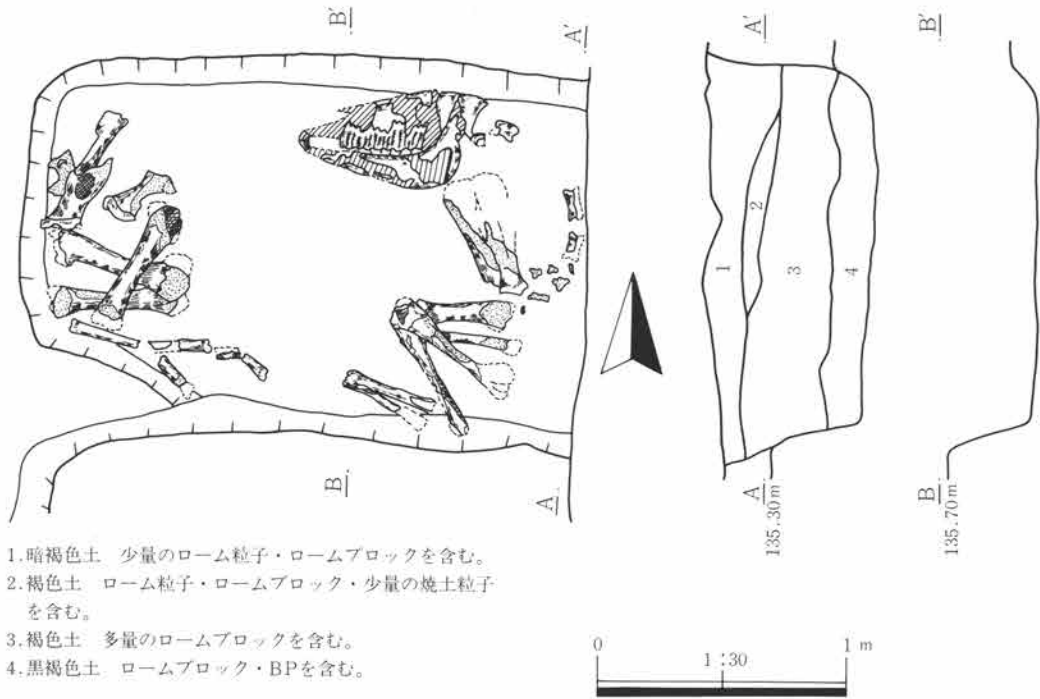 B′
A′
A′
B′
1
2
3
4
B
A
A
135.30m
B
135.70m
1.暗褐色土　少量のローム粒子・ロームブロックを含む。
2.褐色土　ローム粒子・ロームブロック・少量の焼土粒子
を含む。
3.褐色土　多量のロームブロックを含む。
4.黒褐色土　ロームブロック・BPを含む。
0
1:30
1 m